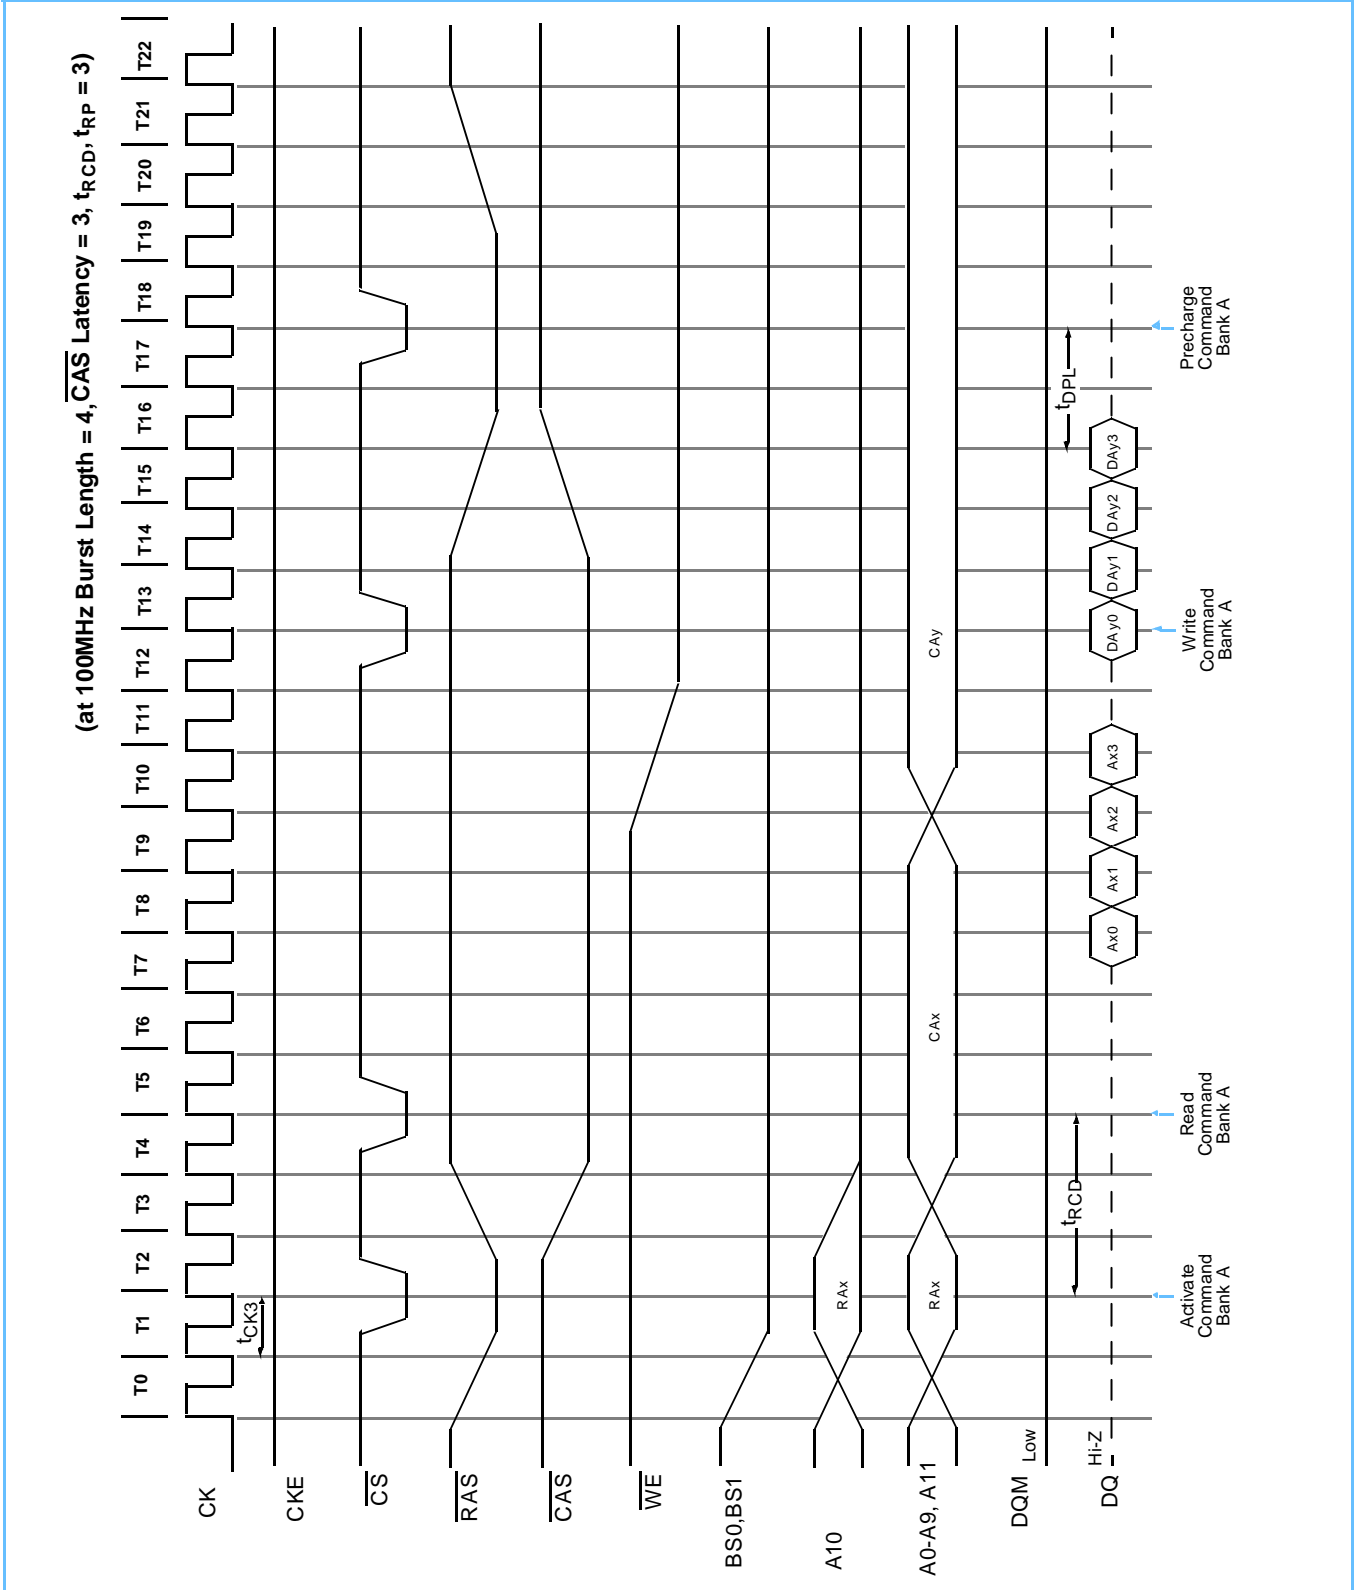 (at 100MHz Burst Length = 4, CAS Latency = 3, tRCD, tRP = 3)
T0 T1 T2 T3 T4 T5 T6 T7 T8 T9 T10 T11 T12 T13 T14 T15 T16 T17 T18 T19 T20 T21 T22
CK
tCK3
CKE
CS
RAS
CAS
WE
BS0,BS1
A10
RAx
A0-A9, A11
RAx CAx CAy
DQM
Low
tRCD
tDPL
DQ
Hi-Z
Ax0 Ax1 Ax2 Ax3 DAy0 DAy1 DAy2 DAy3
Activate
Command
Bank A
Read
Command
Bank A
Write
Command
Bank A
Precharge
Command
Bank A